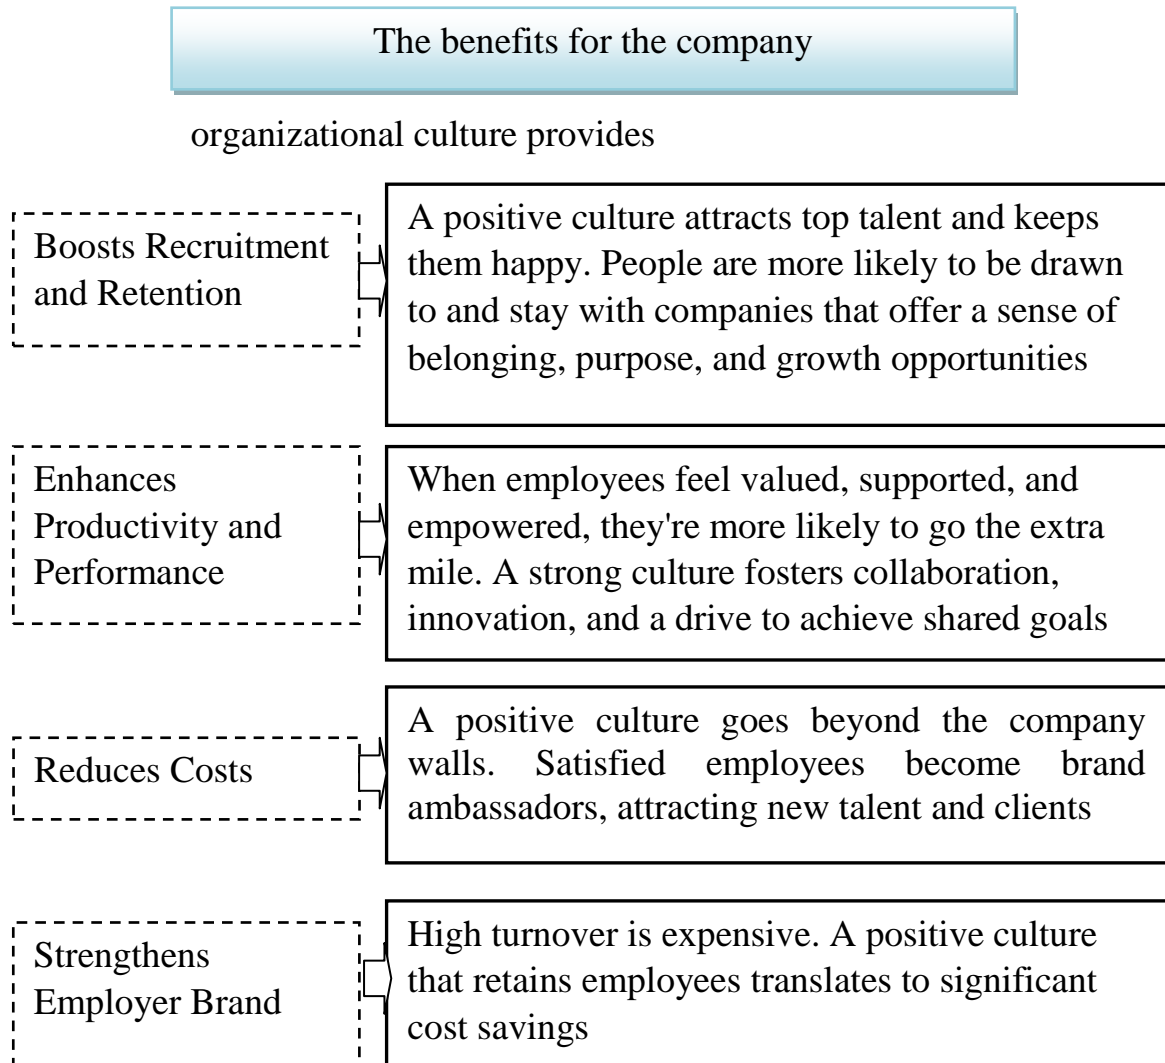 The benefits for the company
organizational culture provides
Boosts Recruitment
and Retention
A positive culture attracts top talent and keeps
them happy. People are more likely to be drawn
to and stay with companies that offer a sense of
belonging, purpose, and growth opportunities
Enhances
Productivity and
Performance
When employees feel valued, supported, and
empowered, they're more likely to go the extra
mile. A strong culture fosters collaboration,
innovation, and a drive to achieve shared goals
Reduces Costs
A positive culture goes beyond the company
walls. Satisfied employees become brand
ambassadors, attracting new talent and clients
Strengthens
Employer Brand
High turnover is expensive. A positive culture
that retains employees translates to significant
cost savings